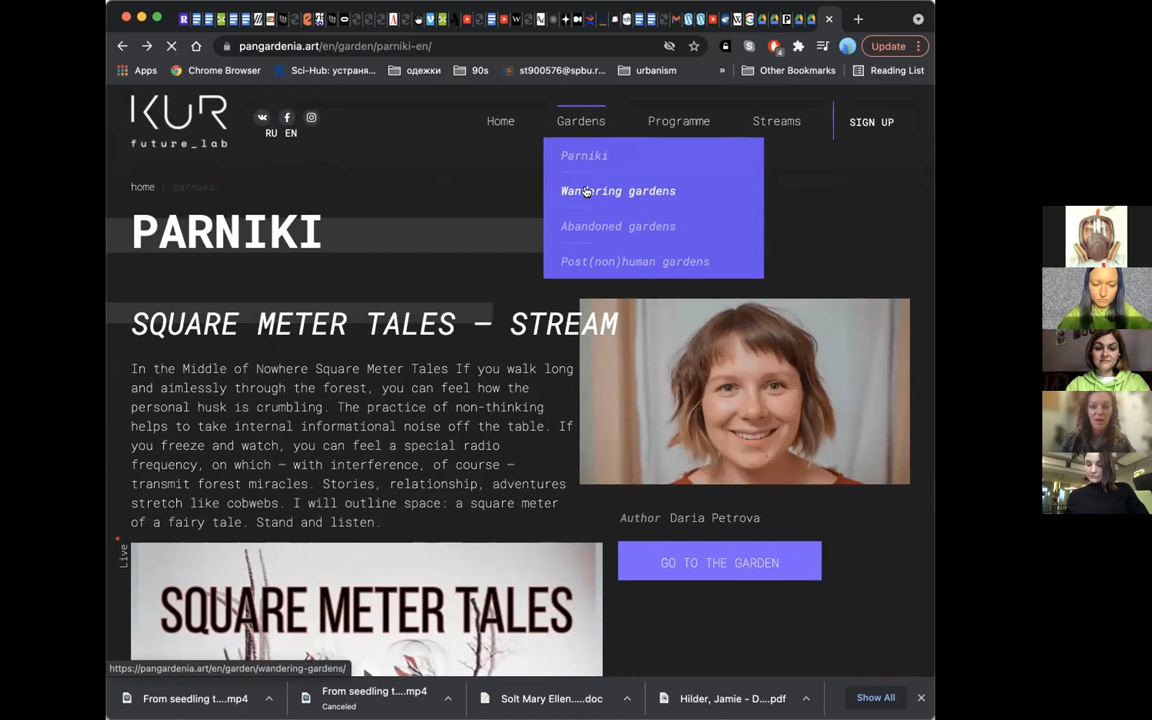 pangardenia.art/en/garden/parniki-en/
Update
Apps
Chrome Browser
Sci-Hub: устраня...
одежки
90s
st900576@spbu.r...
urbanism
»
Other Bookmarks
Reading List
KUR
future_lab
RU EN
Home
Gardens
Programme
Streams
SIGN UP
Parniki
Wandering gardens
Abandoned gardens
Post(non)human gardens
home | parniki
PARNIKI
SQUARE METER TALES — STREAM
In the Middle of Nowhere Square Meter Tales If you walk long
and aimlessly through the forest, you can feel how the
personal husk is crumbling. The practice of non-thinking
helps to take internal informational noise off the table. If
you freeze and watch, you can feel a special radio
frequency, on which — with interference, of course —
transmit forest miracles. Stories, relationship, adventures
stretch like cobwebs. I will outline space: a square meter
of a fairy tale. Stand and listen.
Author Daria Petrova
GO TO THE GARDEN
Live
SQUARE METER TALES
https://pangardenia.art/en/garden/wandering-gardens/
From seedling t....mp4
From seedling t....mp4
Canceled
Solt Mary Ellen....doc
Hilder, Jamie - D....pdf
Show All